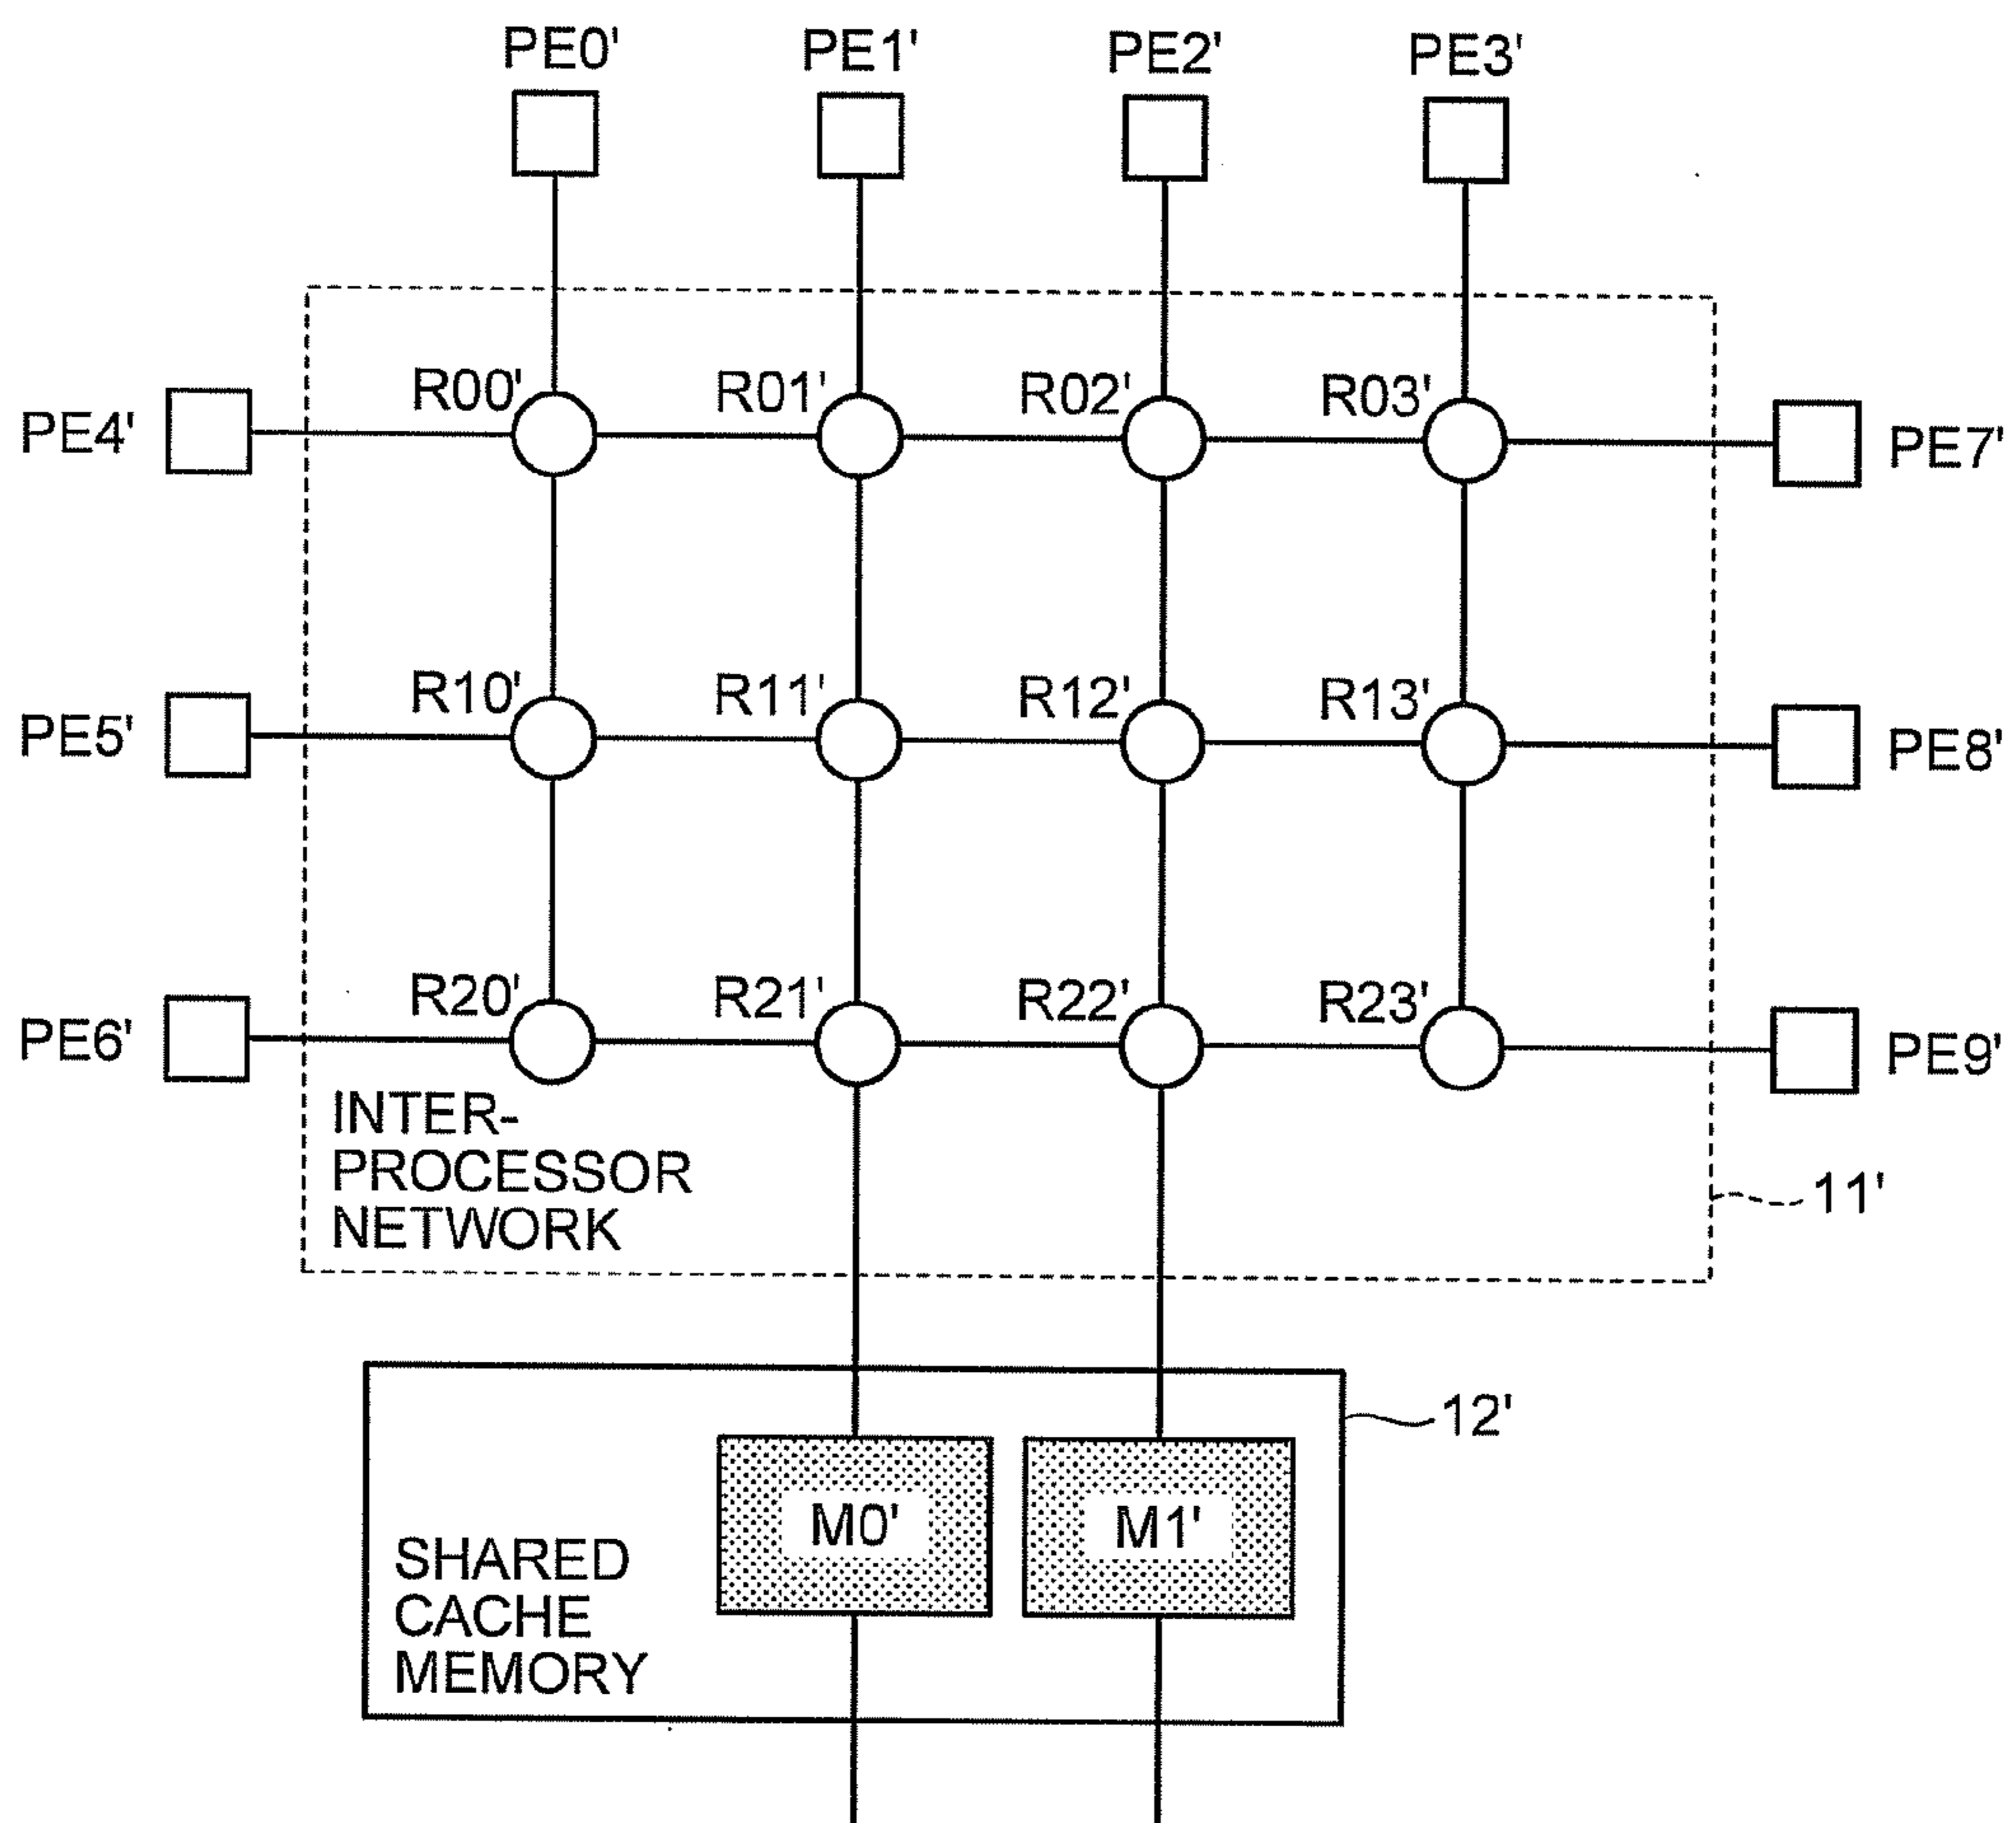 PE0'
PE1'
PE2'
PE3'
R00'
R01'
R02'
R03'
PE4'
PE7'
R10'
R11'
R12'
R13'
PE5'
PE8'
R20'
R21'
R22'
R23'
PE6'
PE9'
INTER-
PROCESSOR
NETWORK
11'
12'
M0'
M1'
SHARED
CACHE
MEMORY